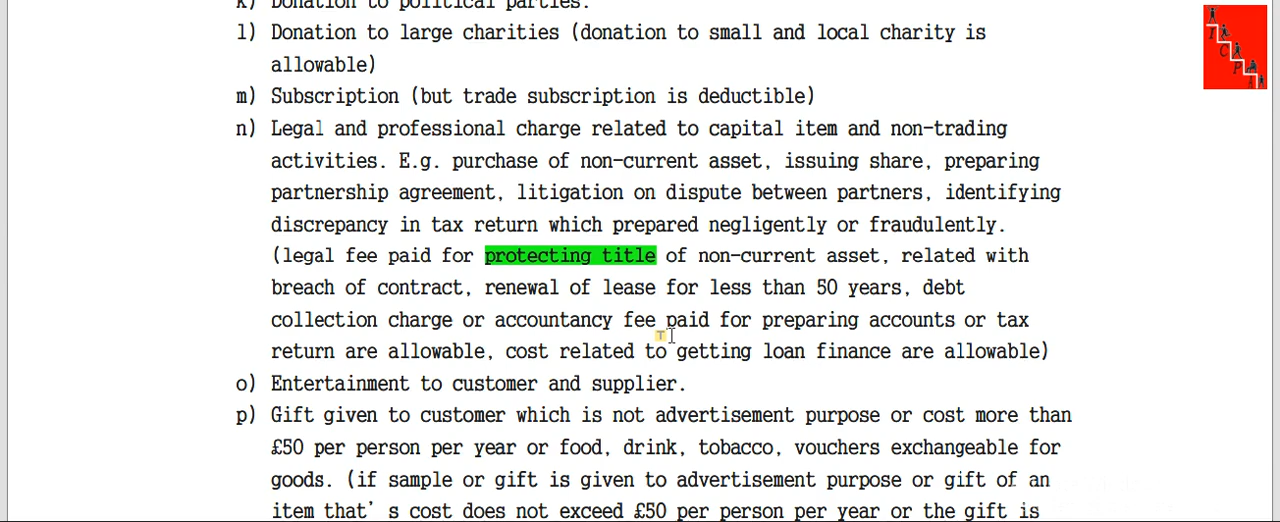 k) Donation to political parties.
l) Donation to large charities (donation to small and local charity is
allowable)
m) Subscription (but trade subscription is deductible)
n) Legal and professional charge related to capital item and non-trading
activities. E.g. purchase of non-current asset, issuing share, preparing
partnership agreement, litigation on dispute between partners, identifying
discrepancy in tax return which prepared negligently or fraudulently.
(legal fee paid for protecting title of non-current asset, related with
breach of contract, renewal of lease for less than 50 years, debt
collection charge or accountancy fee paid for preparing accounts or tax
return are allowable, cost related to getting loan finance are allowable)
o) Entertainment to customer and supplier.
p) Gift given to customer which is not advertisement purpose or cost more than
£50 per person per year or food, drink, tobacco, vouchers exchangeable for
goods. (if sample or gift is given to advertisement purpose or gift of an
item that's cost does not exceed £50 per person per year or the gift is